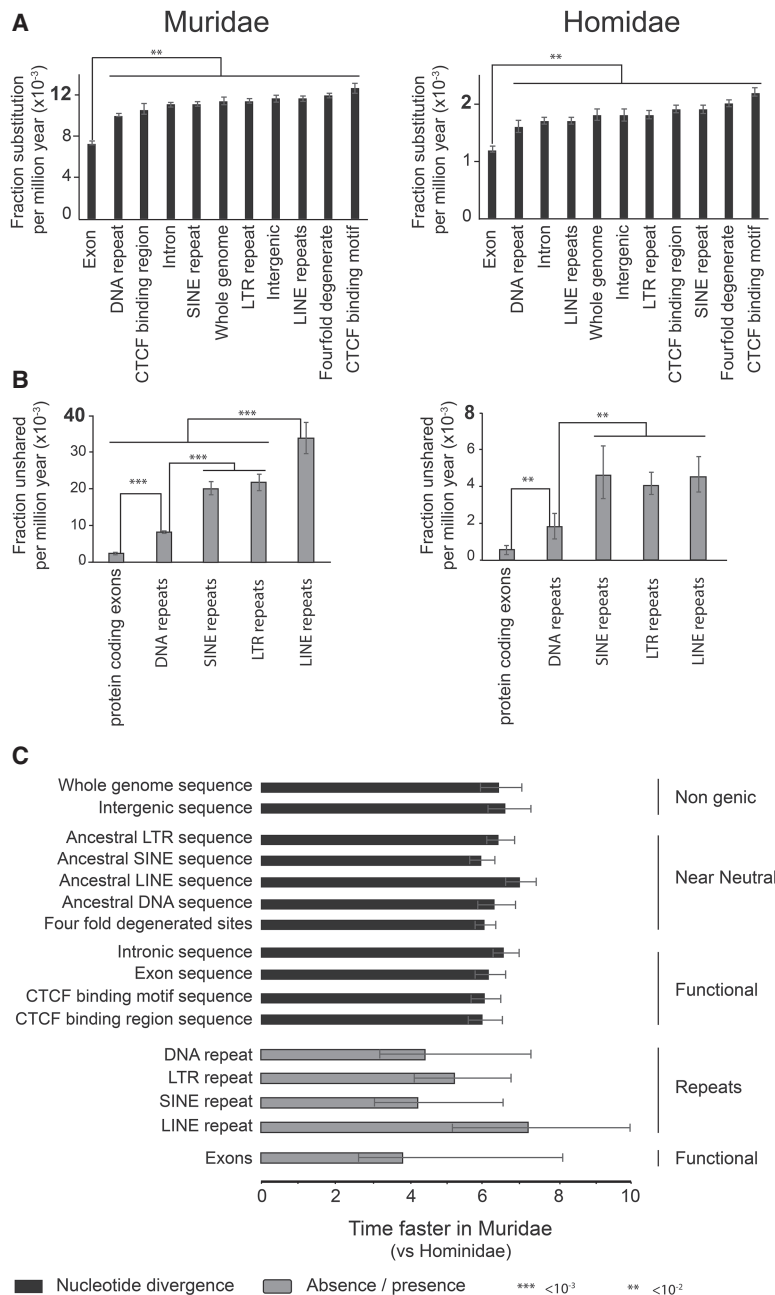 A
Muridae
Homidae
**
Fraction substitution
per million year (x10⁻³)
12
8
4
0
Exon
DNA repeat
CTCF binding region
Intron
SINE repeat
Whole genome
LTR repeat
Intergenic
LINE repeats
Fourfold degenerate
CTCF binding motif
**
Fraction substitution
per million year (x10⁻³)
2
1
0
Exon
DNA repeat
Intron
LINE repeats
Whole genome
Intergenic
LTR repeat
CTCF binding region
SINE repeat
Fourfold degenerate
CTCF binding motif
B
Fraction unshared
per million year (x10⁻³)
40
30
20
10
0
***
***
***
protein coding exons
DNA repeats
SINE repeats
LTR repeats
LINE repeats
Fraction unshared
per million year (x10⁻³)
8
6
4
2
0
**
**
protein coding exons
DNA repeats
SINE repeats
LTR repeats
LINE repeats
C
Whole genome sequence
Intergenic sequence
Non genic
Ancestral LTR sequence
Ancestral SINE sequence
Ancestral LINE sequence
Ancestral DNA sequence
Four fold degenerated sites
Near Neutral
Intronic sequence
Exon sequence
CTCF binding motif sequence
CTCF binding region sequence
Functional
DNA repeat
LTR repeat
SINE repeat
LINE repeat
Repeats
Exons
Functional
0 2 4 6 8 10
Time faster in Muridae
(vs Hominidae)
Nucleotide divergence
Absence / presence
*** <10⁻³
** <10⁻²